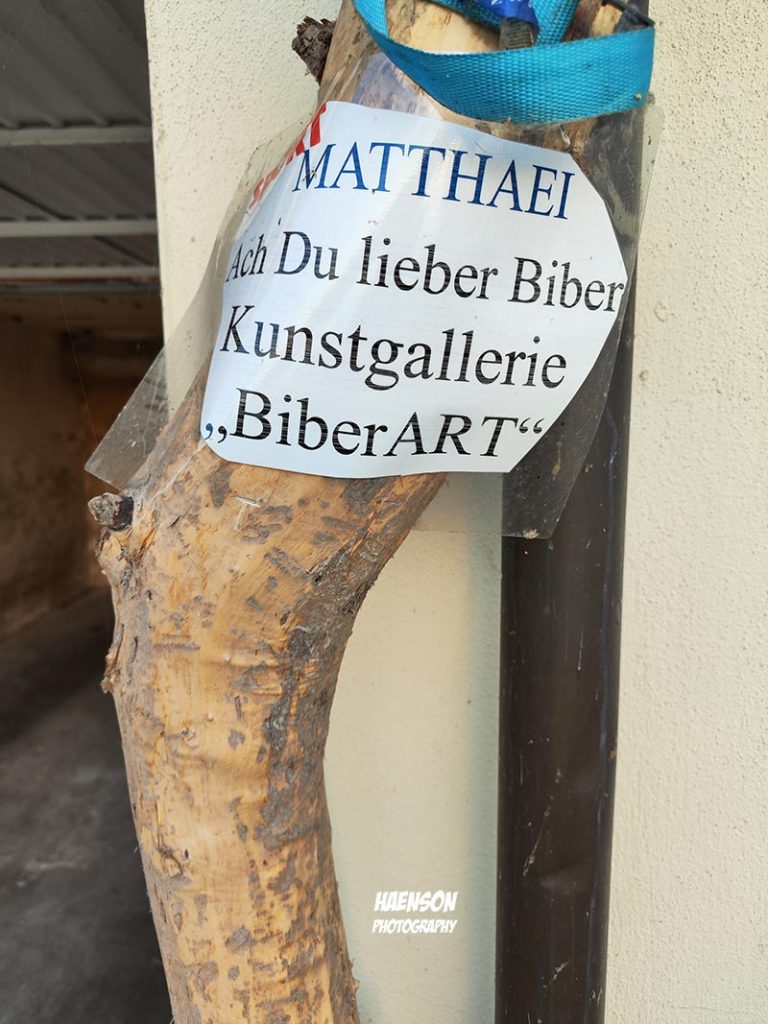 MATTHAEI
Ach Du lieber Biber
Kunstgallerie
„BiberART“
HAENSON
PHOTOGRAPHY